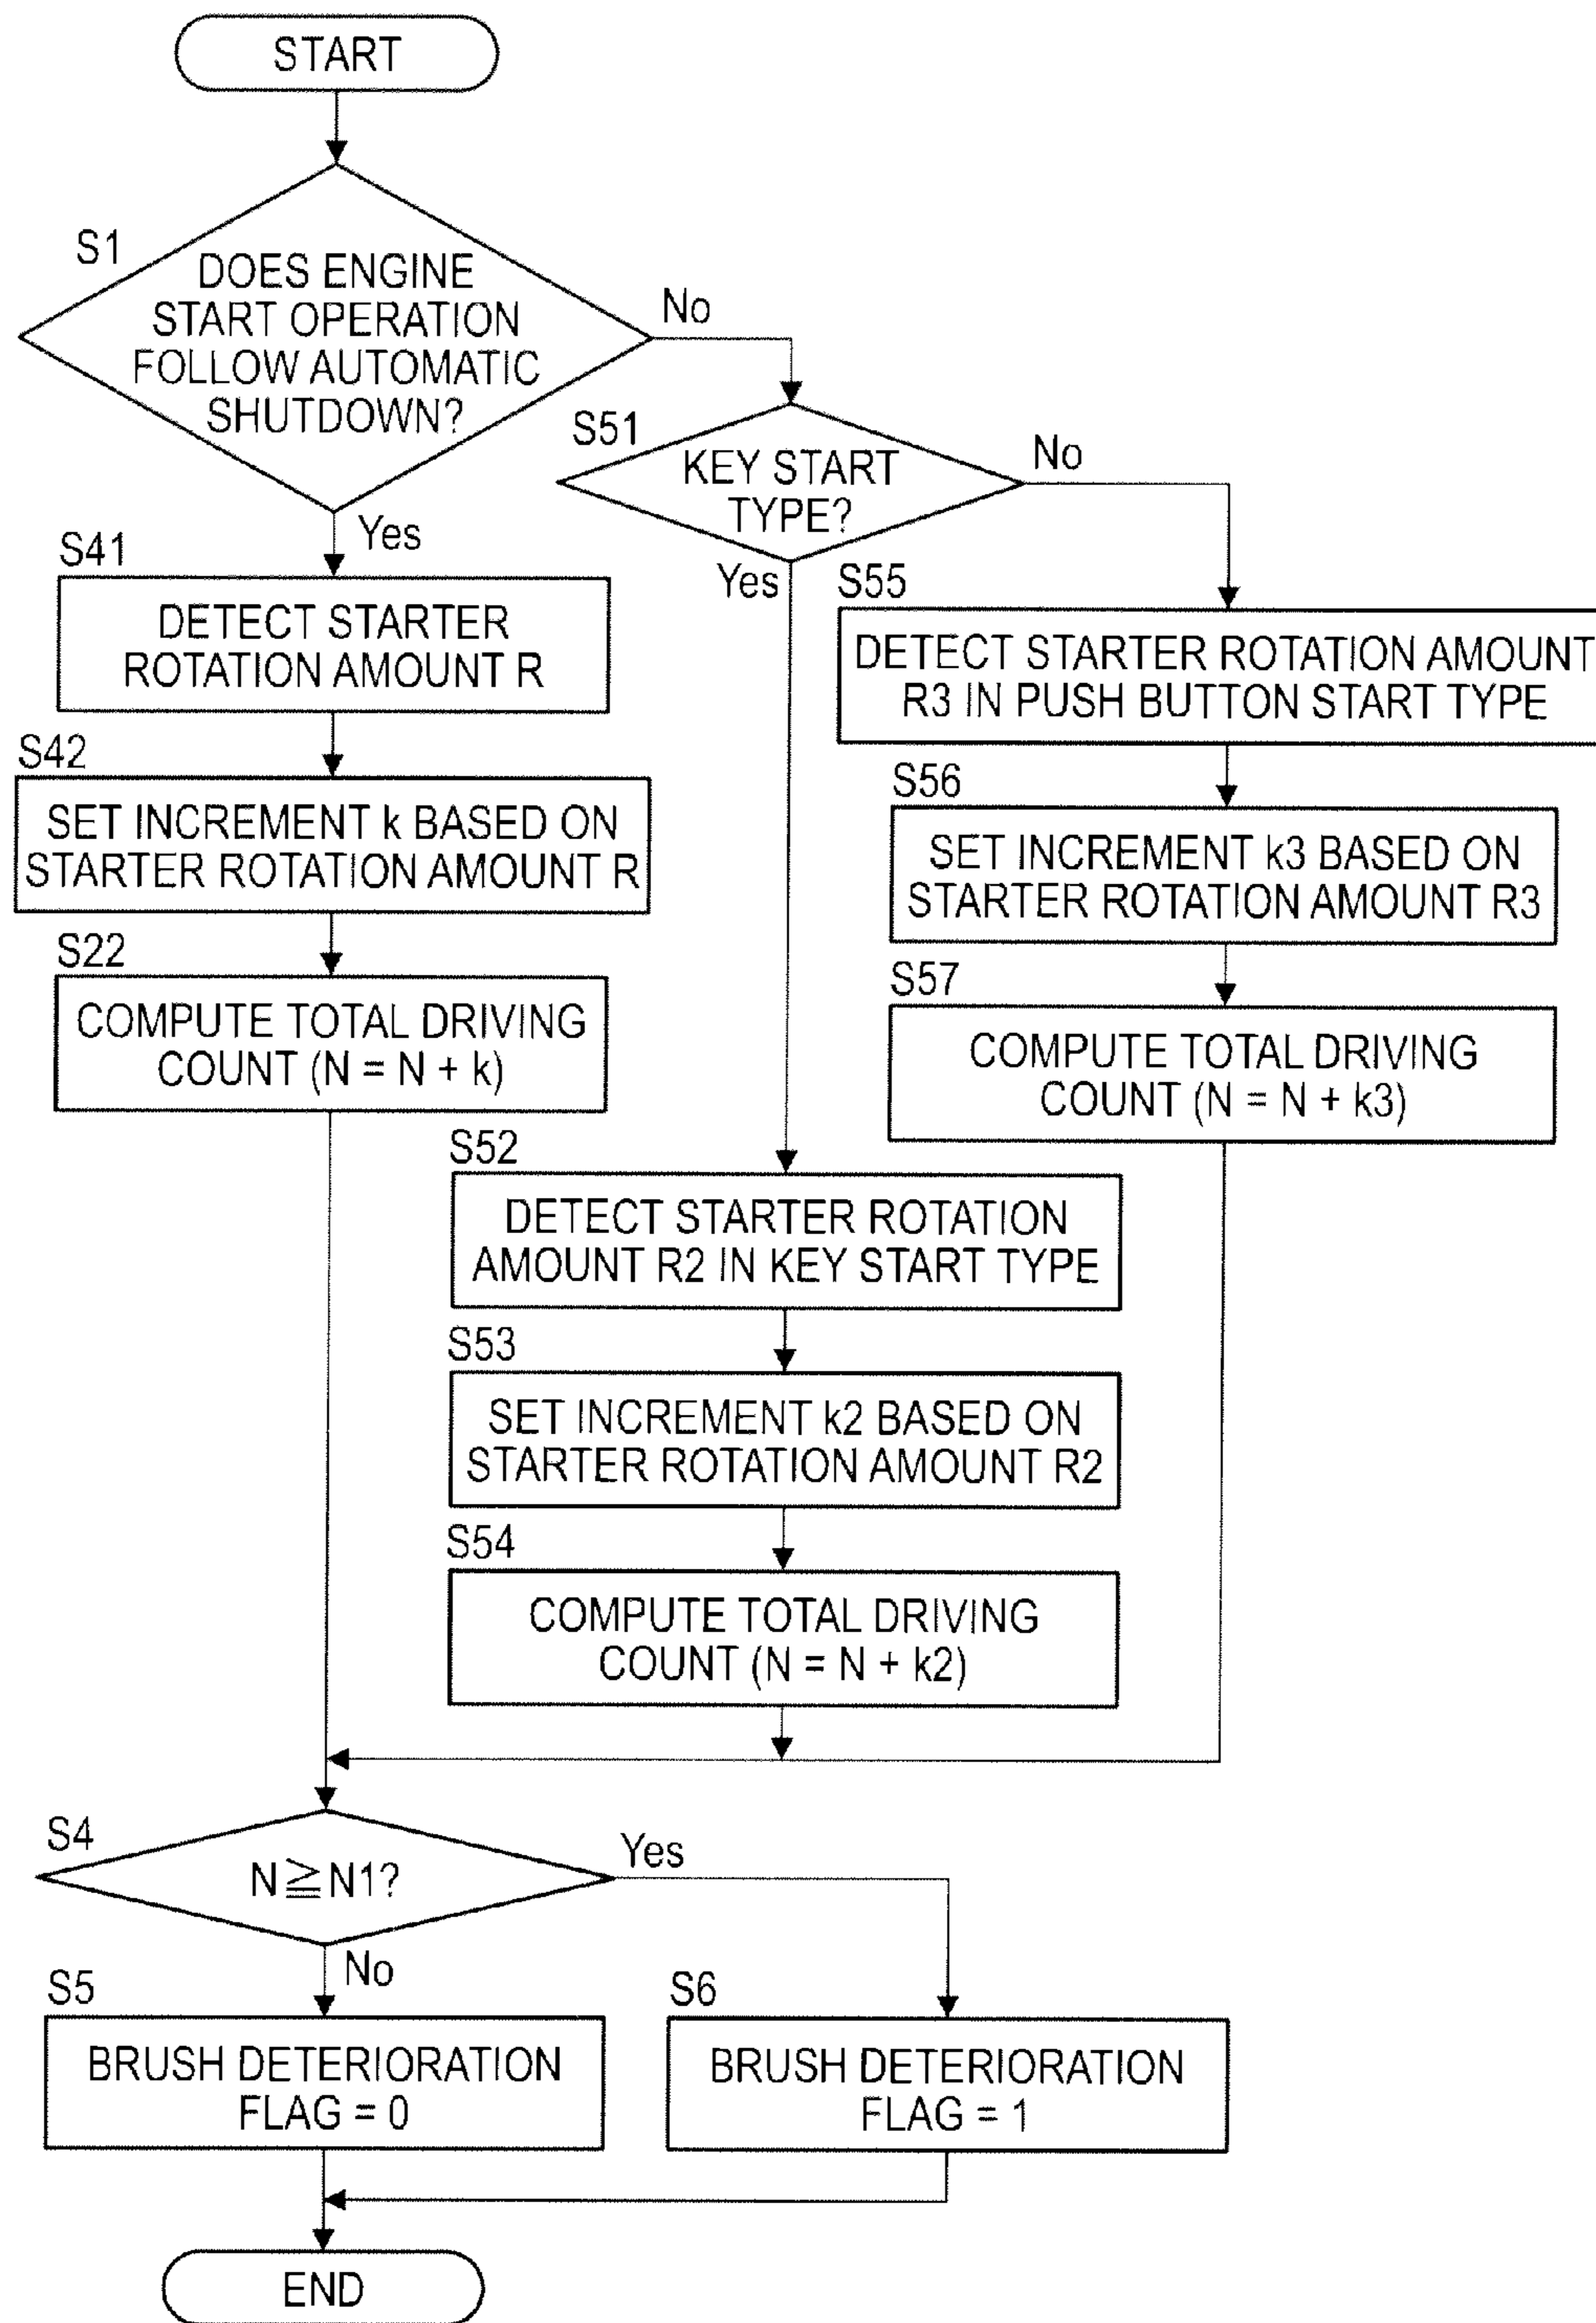 START
S1
DOES ENGINE
START OPERATION
FOLLOW AUTOMATIC
SHUTDOWN?
No
Yes
S51
KEY START
TYPE?
No
Yes
S41
DETECT STARTER
ROTATION AMOUNT R
S42
SET INCREMENT k BASED ON
STARTER ROTATION AMOUNT R
S22
COMPUTE TOTAL DRIVING
COUNT (N = N + k)
S55
DETECT STARTER ROTATION AMOUNT
R3 IN PUSH BUTTON START TYPE
S56
SET INCREMENT k3 BASED ON
STARTER ROTATION AMOUNT R3
S57
COMPUTE TOTAL DRIVING
COUNT (N = N + k3)
S52
DETECT STARTER ROTATION
AMOUNT R2 IN KEY START TYPE
S53
SET INCREMENT k2 BASED ON
STARTER ROTATION AMOUNT R2
S54
COMPUTE TOTAL DRIVING
COUNT (N = N + k2)
S4
N≧N1?
Yes
No
S5
BRUSH DETERIORATION
FLAG = 0
S6
BRUSH DETERIORATION
FLAG = 1
END